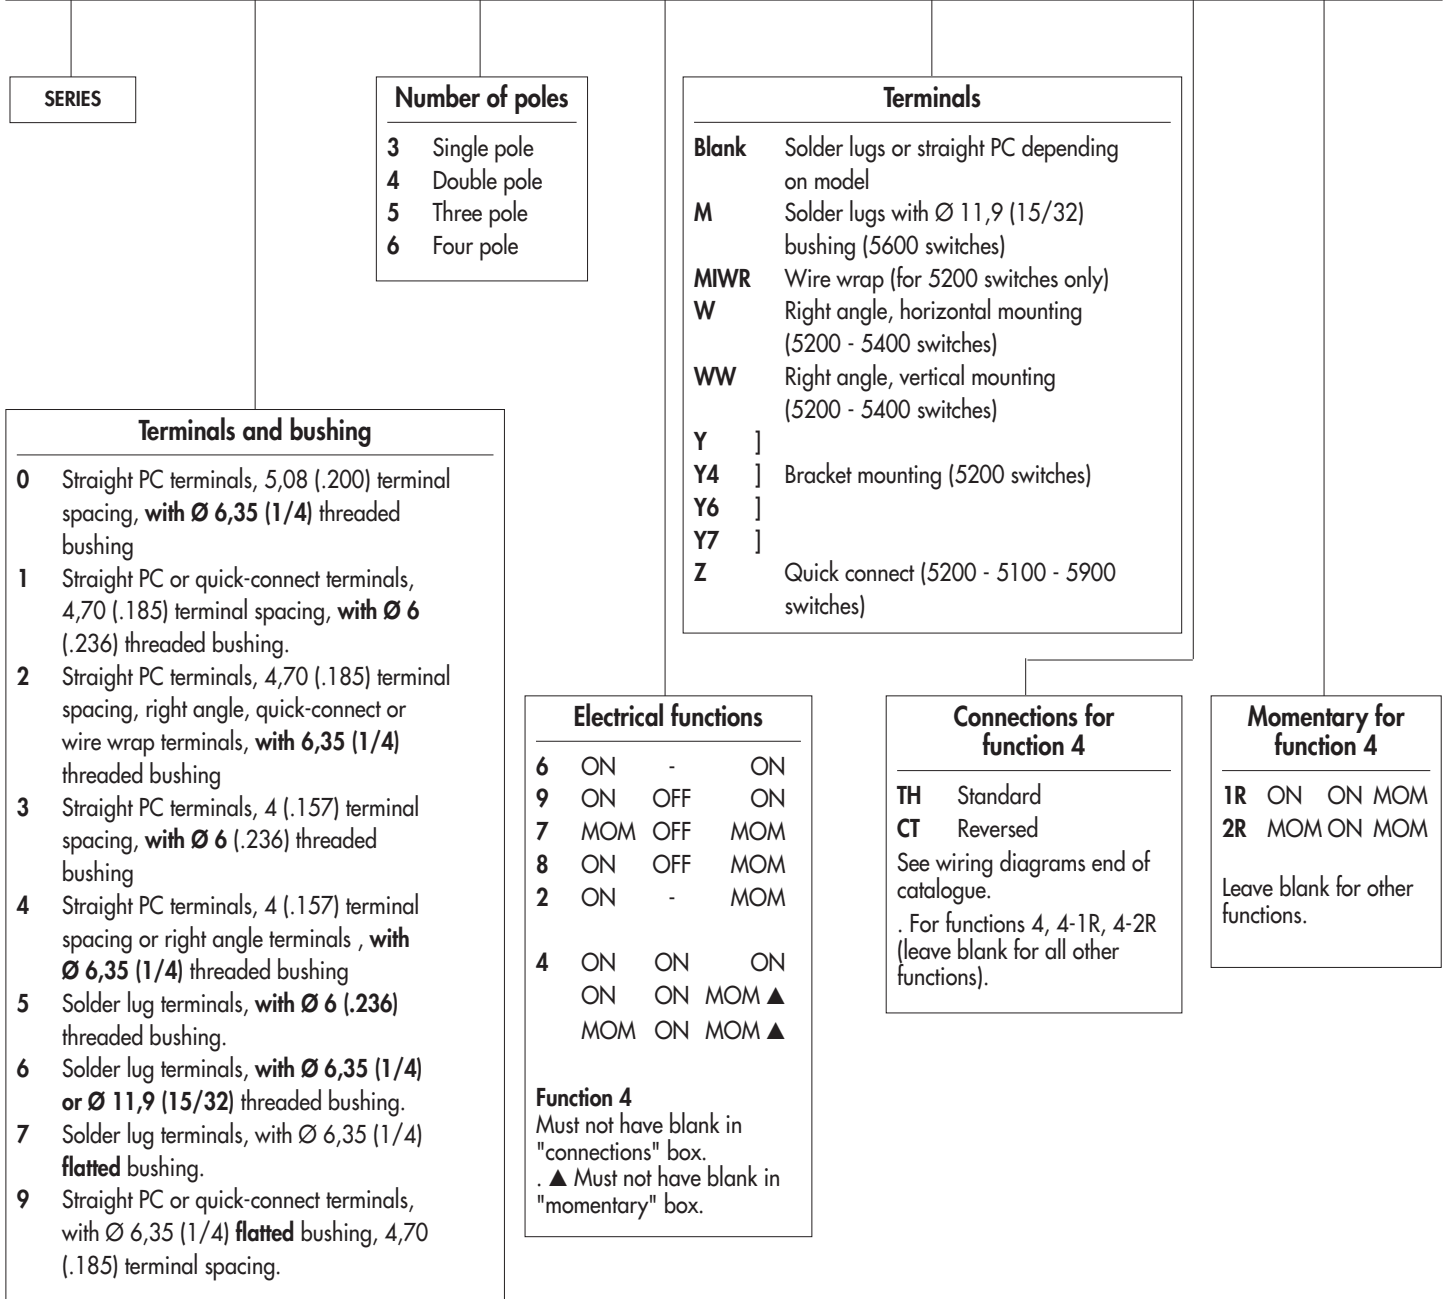 SERIES
Number of poles
3 Single pole
4 Double pole
5 Three pole
6 Four pole
Terminals
Blank Solder lugs or straight PC depending
on model
M Solder lugs with Ø 11,9 (15/32)
bushing (5600 switches)
MIWR Wire wrap (for 5200 switches only)
W Right angle, horizontal mounting
(5200 - 5400 switches)
WW Right angle, vertical mounting
(5200 - 5400 switches)
Y ]
Y4 ] Bracket mounting (5200 switches)
Y6 ]
Y7 ]
Z Quick connect (5200 - 5100 - 5900
switches)
Terminals and bushing
0 Straight PC terminals, 5,08 (.200) terminal
spacing, with Ø 6,35 (1/4) threaded
bushing
1 Straight PC or quick-connect terminals,
4,70 (.185) terminal spacing, with Ø 6
(.236) threaded bushing.
2 Straight PC terminals, 4,70 (.185) terminal
spacing, right angle, quick-connect or
wire wrap terminals, with 6,35 (1/4)
threaded bushing
3 Straight PC terminals, 4 (.157) terminal
spacing, with Ø 6 (.236) threaded
bushing
4 Straight PC terminals, 4 (.157) terminal
spacing or right angle terminals , with
Ø 6,35 (1/4) threaded bushing
5 Solder lug terminals, with Ø 6 (.236)
threaded bushing.
6 Solder lug terminals, with Ø 6,35 (1/4)
or Ø 11,9 (15/32) threaded bushing.
7 Solder lug terminals, with Ø 6,35 (1/4)
flatted bushing.
9 Straight PC or quick-connect terminals,
with Ø 6,35 (1/4) flatted bushing, 4,70
(.185) terminal spacing.
Electrical functions
6 ON - ON
9 ON OFF ON
7 MOM OFF MOM
8 ON OFF MOM
2 ON - MOM
4 ON ON ON
ON ON MOM ▲
MOM ON MOM ▲
Function 4
Must not have blank in
"connections" box.
. ▲ Must not have blank in
"momentary" box.
Connections for
function 4
TH Standard
CT Reversed
See wiring diagrams end of
catalogue.
. For functions 4, 4-1R, 4-2R
(leave blank for all other
functions).
Momentary for
function 4
1R ON ON MOM
2R MOM ON MOM
Leave blank for other
functions.